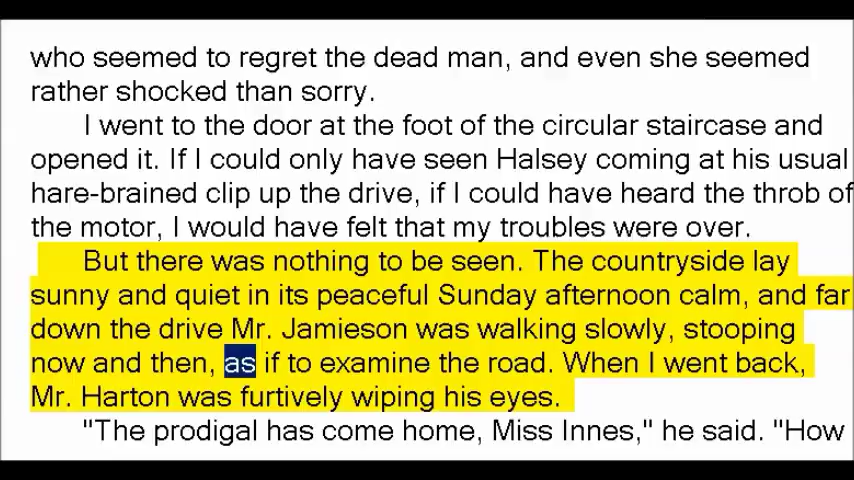 who seemed to regret the dead man, and even she seemed
rather shocked than sorry.
I went to the door at the foot of the circular staircase and
opened it. If I could only have seen Halsey coming at his usual
hare-brained clip up the drive, if I could have heard the throb of
the motor, I would have felt that my troubles were over.
But there was nothing to be seen. The countryside lay
sunny and quiet in its peaceful Sunday afternoon calm, and far
down the drive Mr. Jamieson was walking slowly, stooping
now and then, as if to examine the road. When I went back,
Mr. Harton was furtively wiping his eyes.
"The prodigal has come home, Miss Innes," he said. "How